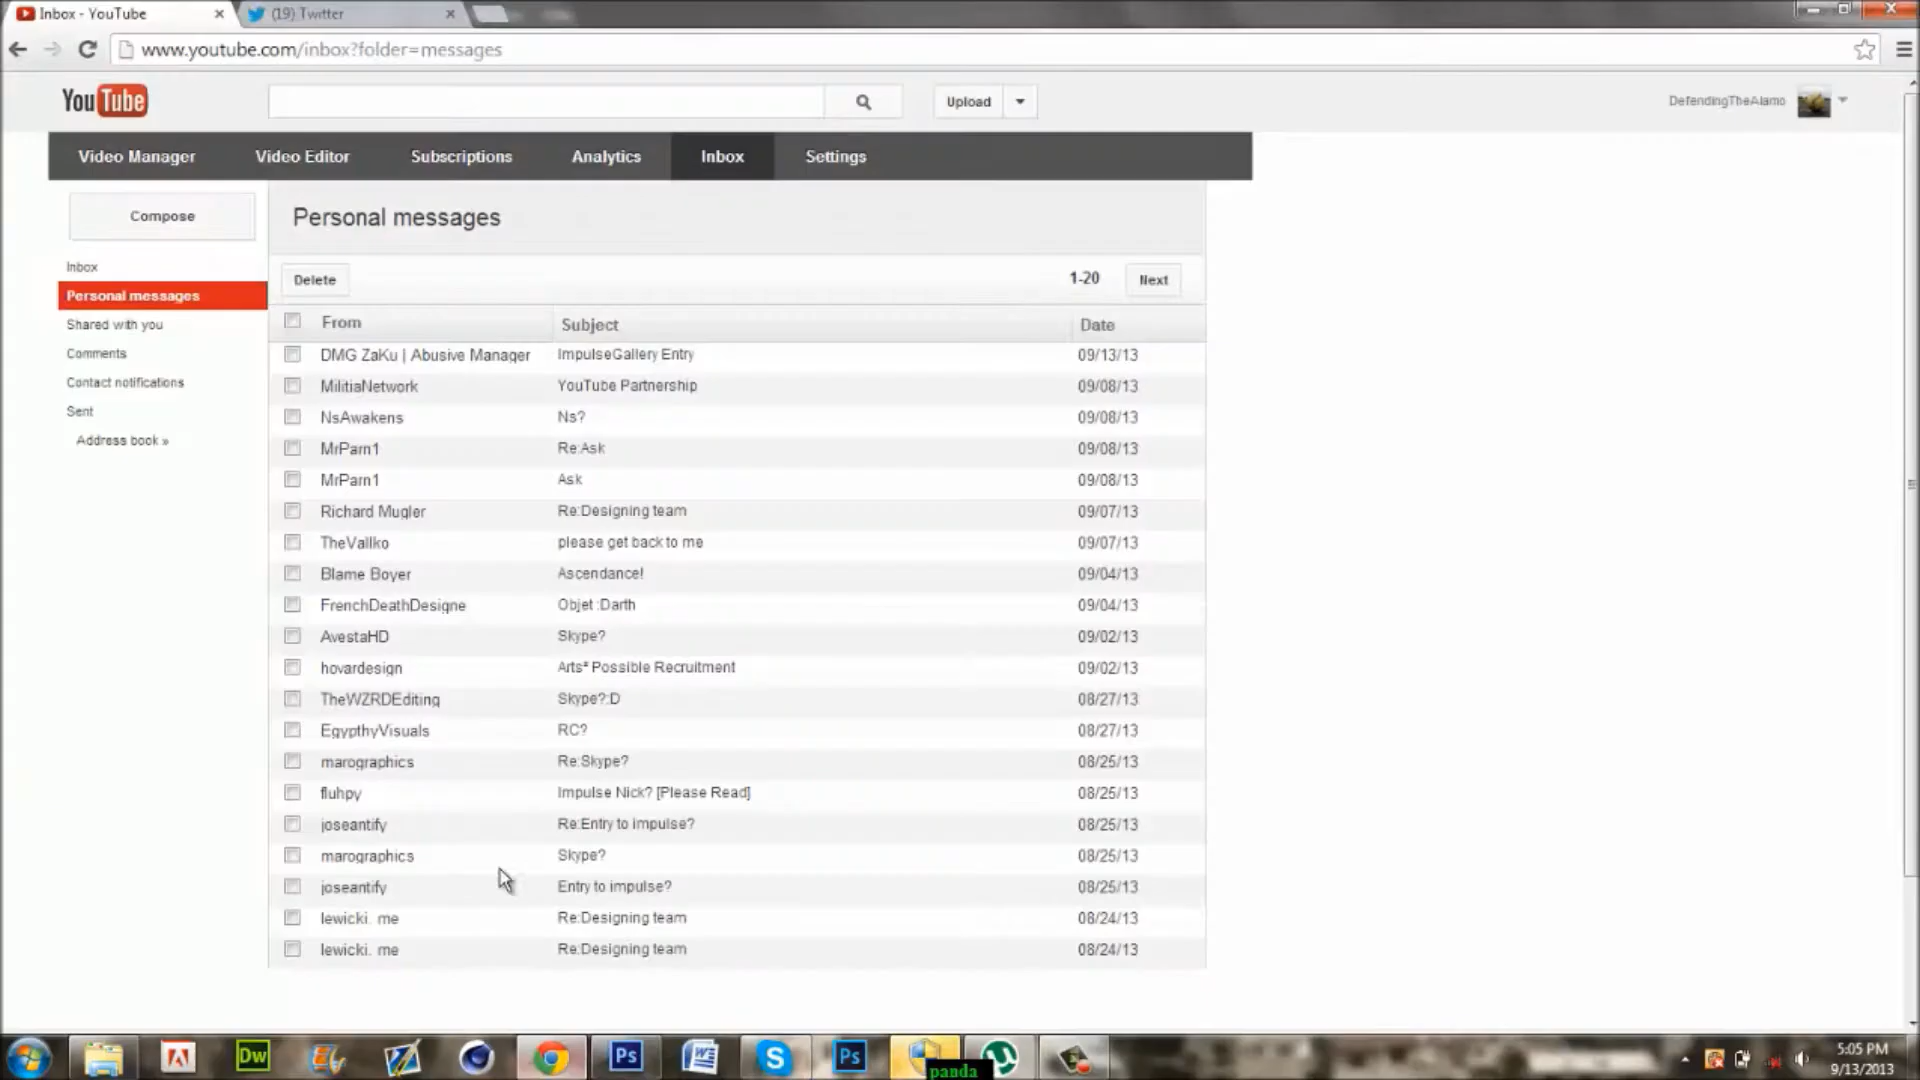 Inbox - YouTube
(19) Twitter
www.youtube.com/inbox?folder=messages
YouTube
Upload
DefendingTheAlamo
Video Manager Video Editor Subscriptions Analytics Inbox Settings
Compose
Inbox
Personal messages
Shared with you
Comments
Contact notifications
Sent
Address book »
Personal messages
Delete 1-20 Next
From Subject Date
DMG ZaKu | Abusive Manager ImpulseGallery Entry 09/13/13
MilitiaNetwork YouTube Partnership 09/08/13
NsAwakens Ns? 09/08/13
MrParn1 Re:Ask 09/08/13
MrParn1 Ask 09/08/13
Richard Mugler Re:Designing team 09/07/13
TheVallko please get back to me 09/07/13
Blame Boyer Ascendance! 09/04/13
FrenchDeathDesigne Objet :Darth 09/04/13
AvestaHD Skype? 09/02/13
hovardesign Arts² Possible Recruitment 09/02/13
TheWZRDEditing Skype?:D 08/27/13
EgypthyVisuals RC? 08/27/13
marographics Re:Skype? 08/25/13
fluhpy Impulse Nick? [Please Read] 08/25/13
joseantify Re:Entry to impulse? 08/25/13
marographics Skype? 08/25/13
joseantify Entry to impulse? 08/25/13
lewicki. me Re:Designing team 08/24/13
lewicki. me Re:Designing team 08/24/13
Dw
Ps
W
S
Ps
panda
5:05 PM
9/13/2013